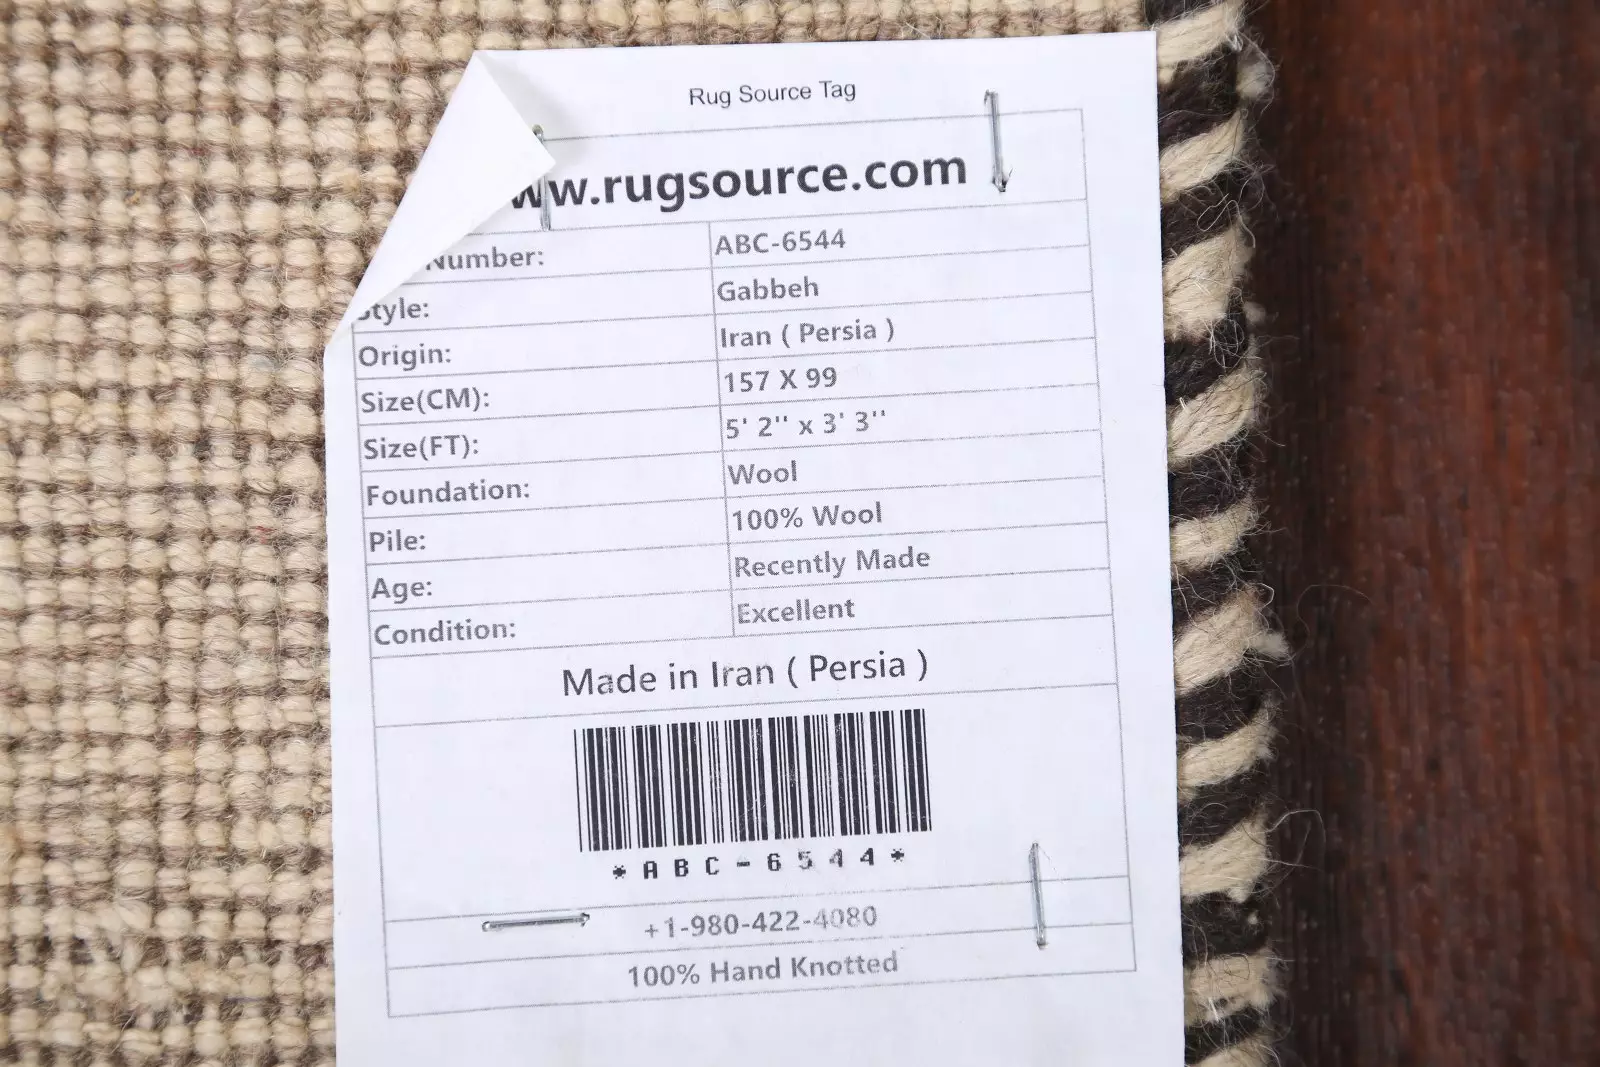 Rug Source Tag
ww.rugsource.com
Number: ABC-6544
Style: Gabbeh
Origin: Iran ( Persia )
Size(CM): 157 X 99
Size(FT): 5' 2'' x 3' 3''
Foundation: Wool
Pile: 100% Wool
Age: Recently Made
Condition: Excellent
Made in Iran ( Persia )
*ABC-6544*
+1-980-422-4080
100% Hand Knotted